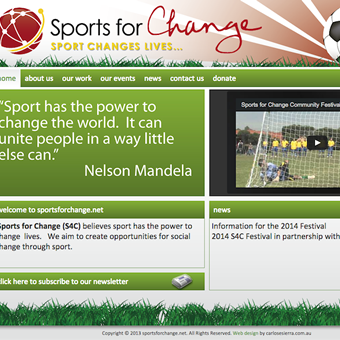 Sports for Change
SPORT CHANGES LIVES...
home about us our work our events news contact us donate
"Sport has the power to
change the world. It can
unite people in a way little
else can."
Nelson Mandela
Sports for Change Community Festival
welcome to sportsforchange.net
Sports for Change (S4C) believes sport has the power to
change lives. We aim to create opportunities for social
change through sport.
click here to subscribe to our newsletter
news
Information for the 2014 Festival
2014 S4C Festival in partnership with
Copyright © 2013 sportsforchange.net. All Rights Reserved. Web design by carlosesierra.com.au